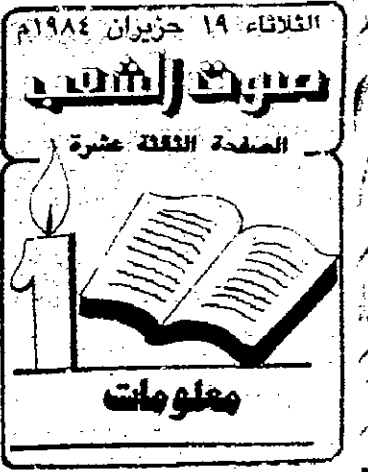 الثلاثاء ١٩ حزيران ١٩٨٤م
صوت الشعب
الصفحة الثالثة عشرة
معلومات